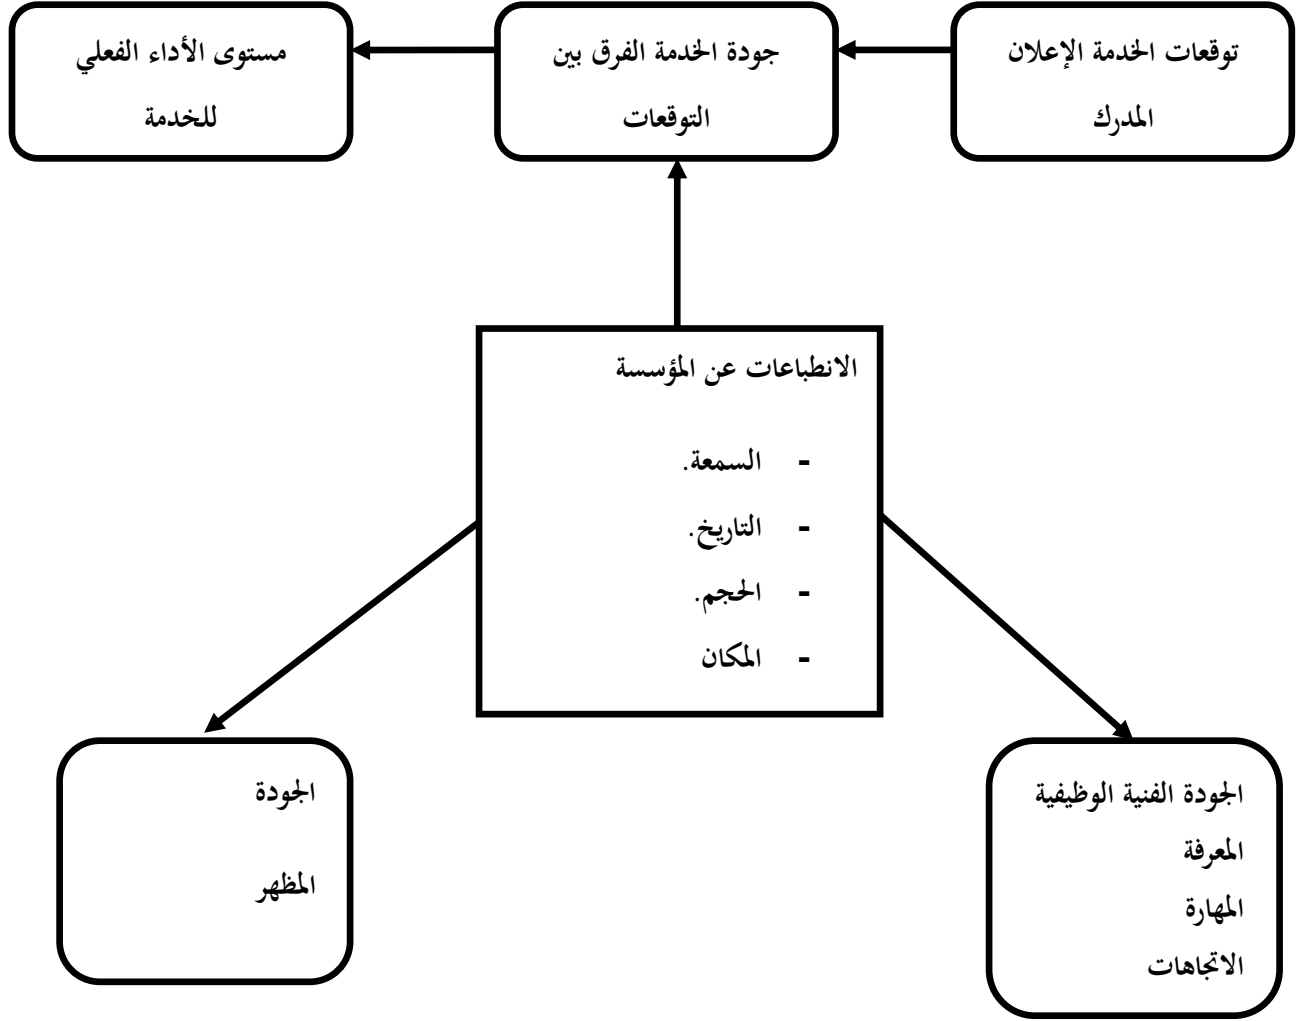 توقعات الخدمة الإعلان
المدرك
جودة الخدمة الفرق بين
التوقعات
مستوى الأداء الفعلي
للخدمة
الانطباعات عن المؤسسة
- السمعة.
- التاريخ.
- الحجم.
- المكان
الجودة الفنية الوظيفية
المعرفة
المهارة
الاتجاهات
الجودة
المظهر